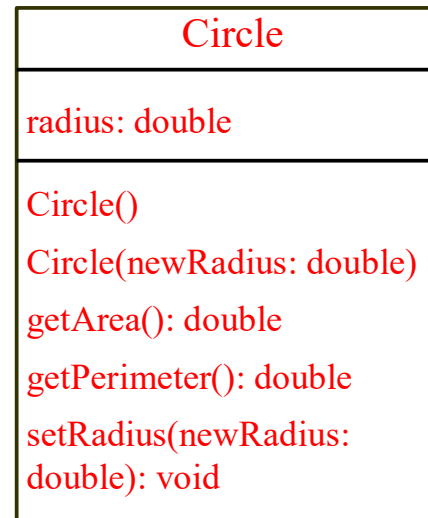 Circle
radius: double
Circle()
Circle(newRadius: double)
getArea(): double
getPerimeter(): double
setRadius(newRadius:
double): void